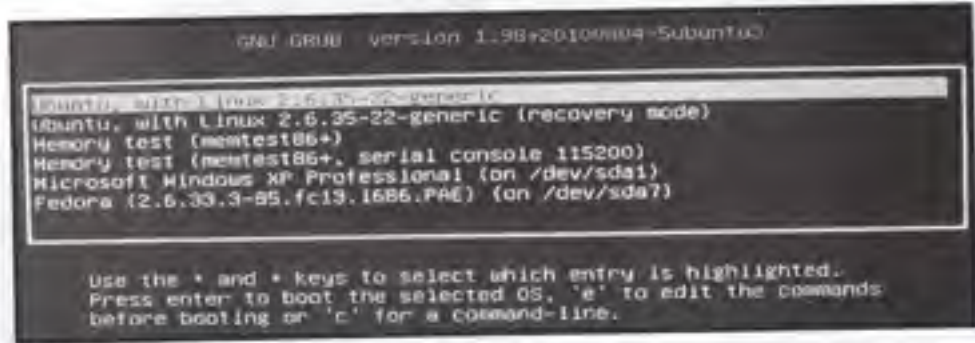 GNU GRUB version 1.98+20100804-5ubuntu3
Ubuntu, with Linux 2.6.35-22-generic
Ubuntu, with Linux 2.6.35-22-generic (recovery mode)
Memory test (memtest86+)
Memory test (memtest86+, serial console 115200)
Microsoft Windows XP Professional (on /dev/sda1)
Fedora (2.6.33.3-85.fc13.i686.PAE) (on /dev/sda7)
Use the and keys to select which entry is highlighted.
Press enter to boot the selected OS, 'e' to edit the commands
before booting or 'c' for a command-line.